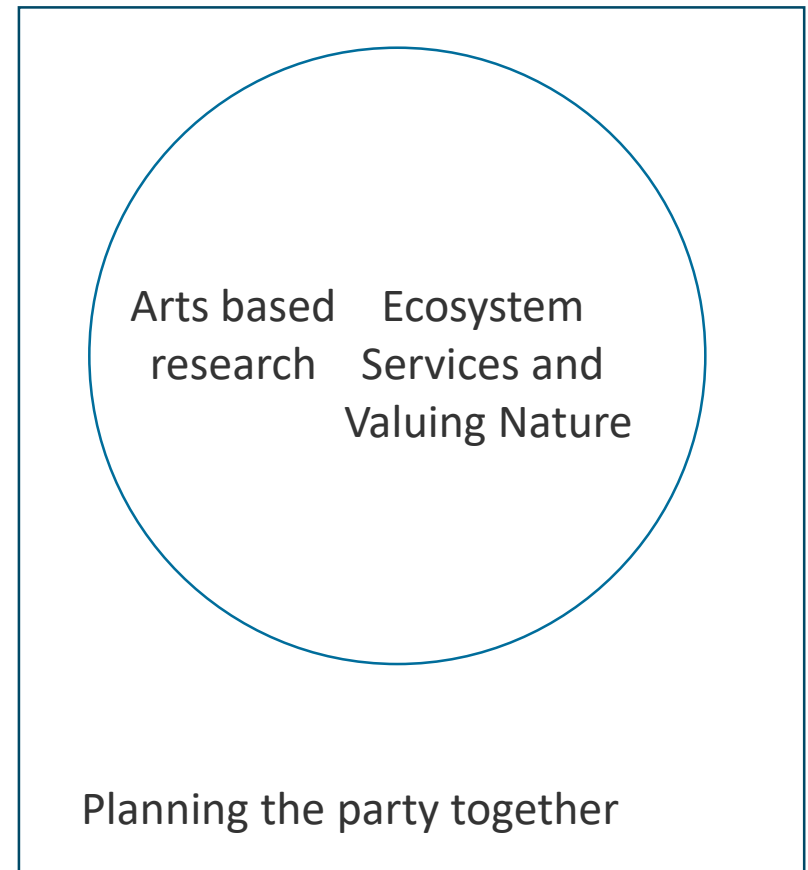 Arts based
research
Ecosystem
Services and
Valuing Nature
Planning the party together